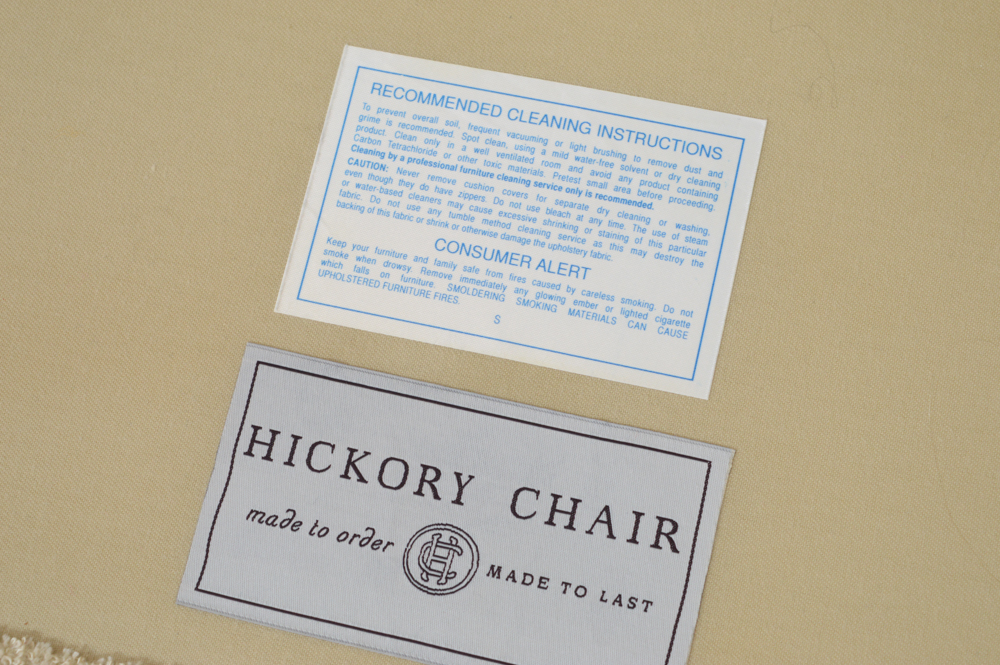 RECOMMENDED CLEANING INSTRUCTIONS
To prevent overall soil, frequent vacuuming or light brushing to remove dust and
grime is recommended. Spot clean, using a mild water-free solvent or dry cleaning
product. Clean only in a well ventilated room and avoid any product containing
Carbon Tetrachloride or other toxic materials. Pretest small area before proceeding.
Cleaning by a professional furniture cleaning service only is recommended.
CAUTION: Never remove cushion covers for separate dry cleaning or washing,
even though they do have zippers. Do not use bleach at any time. The use of steam
or water-based cleaners may cause excessive shrinking or staining of this particular
fabric. Do not use any tumble method cleaning service as this may destroy the
backing of this fabric or shrink or otherwise damage the upholstery fabric.
CONSUMER ALERT
Keep your furniture and family safe from fires caused by careless smoking. Do not
smoke when drowsy. Remove immediately any glowing ember or lighted cigarette
which falls on furniture. SMOLDERING SMOKING MATERIALS CAN CAUSE
UPHOLSTERED FURNITURE FIRES.
S
HICKORY CHAIR
made to order HC MADE TO LAST